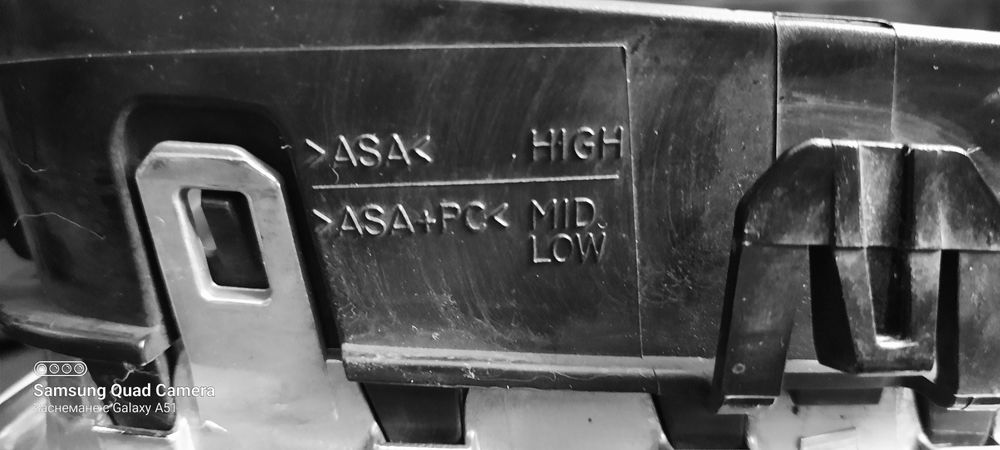 >ASA< HIGH
>ASA+PC< MID.
LOW
Samsung Quad Camera
Заснемане с Galaxy A51